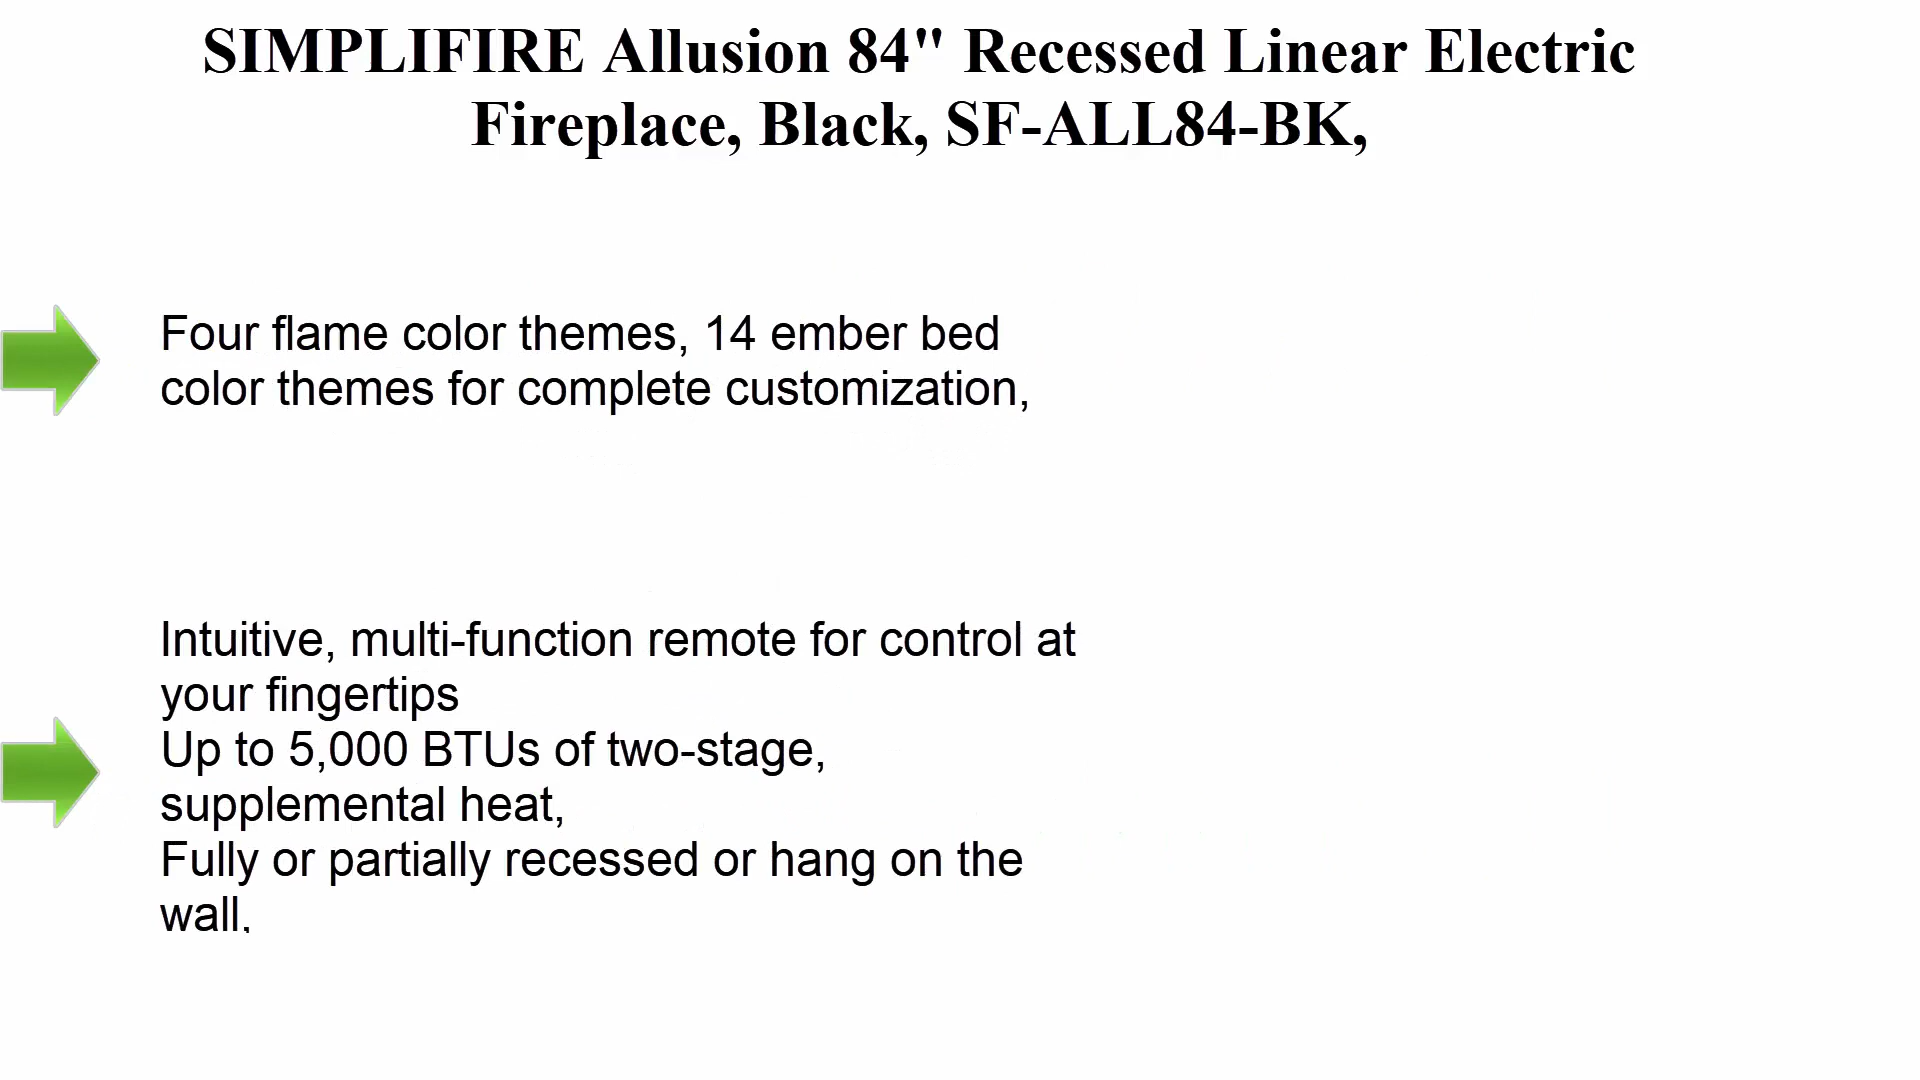 SIMPLIFIRE Allusion 84" Recessed Linear Electric
Fireplace, Black, SF-ALL84-BK,
Four flame color themes, 14 ember bed
color themes for complete customization,
Intuitive, multi-function remote for control at
your fingertips
Up to 5,000 BTUs of two-stage,
supplemental heat,
Fully or partially recessed or hang on the
wall,